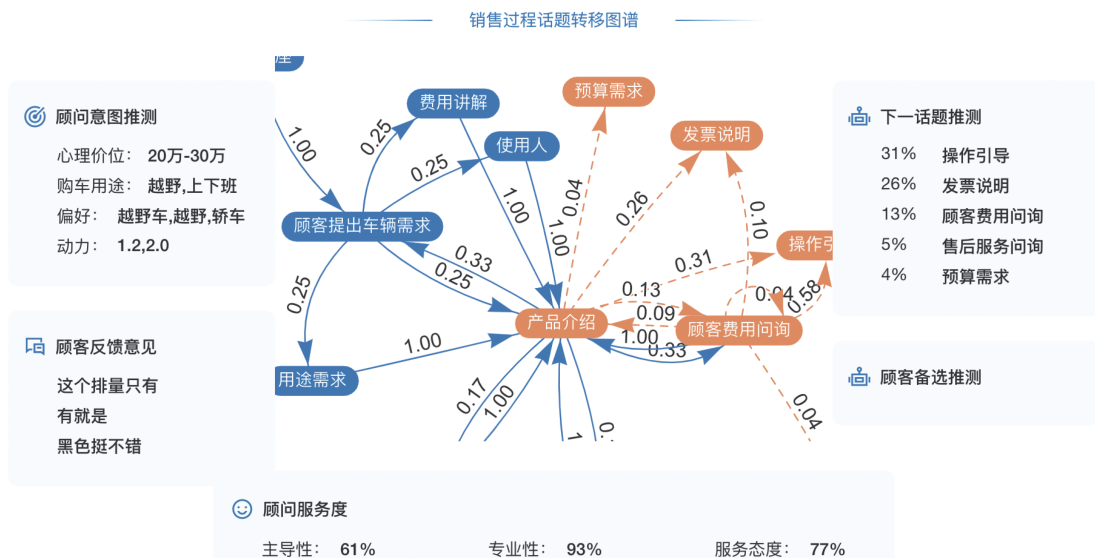 销售过程话题转移图谱
顾问意图推测
心理价位： 20万-30万
购车用途： 越野,上下班
偏好： 越野车,越野,轿车
动力： 1.2,2.0
顾客反馈意见
这个排量只有
有就是
黑色挺不错
座
费用讲解
使用人
顾客提出车辆需求
用途需求
预算需求
发票说明
操作引
产品介绍
顾客费用问询
1.00
0.25
0.25
1.00
1.00
0.04
0.26
0.10
0.33
0.25
0.31
0.25
0.13
0.04
0.58
0.09
1.00
1.00
0.33
0.17
1.00
0.04
下一话题推测
31% 操作引导
26% 发票说明
13% 顾客费用问询
5% 售后服务问询
4% 预算需求
顾客备选推测
顾问服务度
主导性： 61% 专业性： 93% 服务态度： 77%